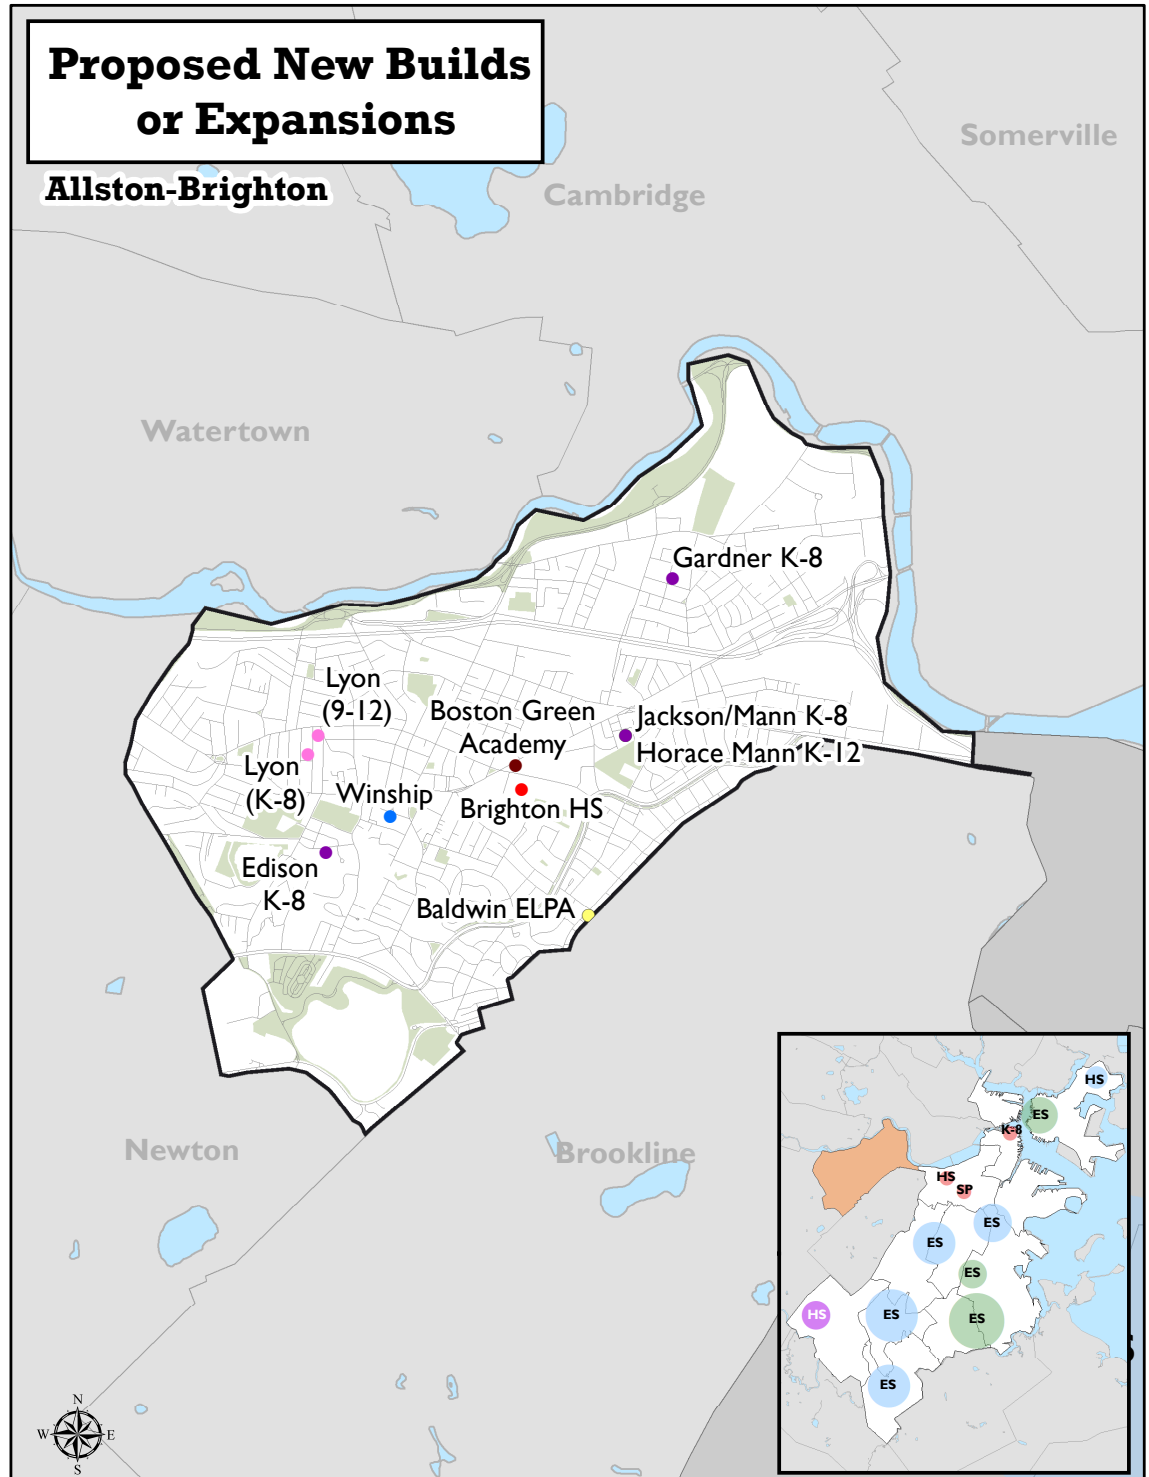 Proposed New Builds
or Expansions
Allston-Brighton
Somerville
Cambridge
Watertown
Gardner K-8
Lyon
(9-12)
Boston Green
Academy
Jackson/Mann K-8
Horace Mann K-12
Lyon
(K-8)
Winship
Brighton HS
Edison
K-8
Baldwin ELPA
Newton
Brookline
HS
ES
K-8
HS
SP
ES
ES
ES
HS
ES
ES
ES
N
W
E
S